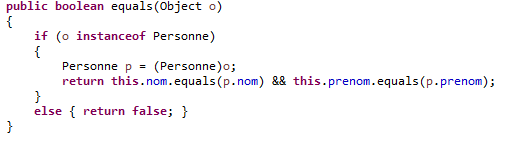 public boolean equals(Object o)
{
    if (o instanceof Personne)
    {
        Personne p = (Personne)o;
        return this.nom.equals(p.nom) && this.prenom.equals(p.prenom);
    }
    else { return false; }
}